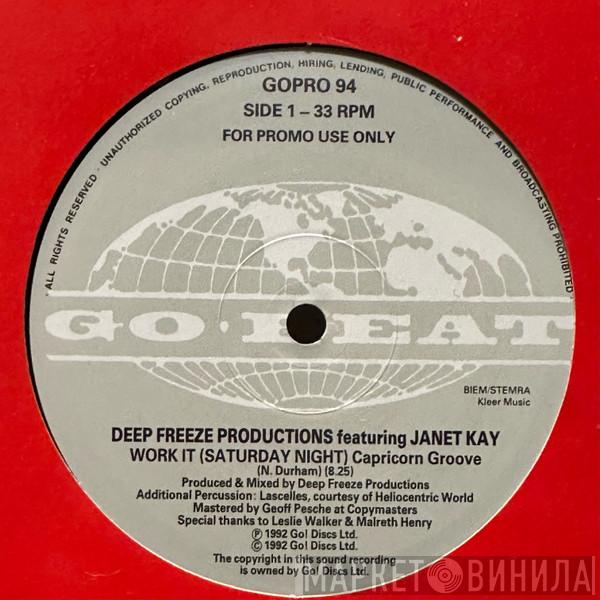 · ALL RIGHTS RESERVED · UNAUTHORIZED COPYING, REPRODUCTION, HIRING, LENDING, PUBLIC PERFORMANCE AND BROADCASTING PROHIBITED ·
GOPRO 94
SIDE 1 – 33 RPM
FOR PROMO USE ONLY
GO · BEAT
BIEM/STEMRA
Kleer Music
DEEP FREEZE PRODUCTIONS featuring JANET KAY
WORK IT (SATURDAY NIGHT) Capricorn Groove
(N. Durham) (8.25)
Produced & Mixed by Deep Freeze Productions
Additional Percussion: Lascelles, courtesy of Heliocentric World
Mastered by Geoff Pesche at Copymasters
Special thanks to Leslie Walker & Malreth Henry
℗ 1992 Go! Discs Ltd.
© 1992 Go! Discs Ltd.
The copyright in this sound recording
is owned by Go! Discs Ltd.
МАРКЕТ ВИНИЛА